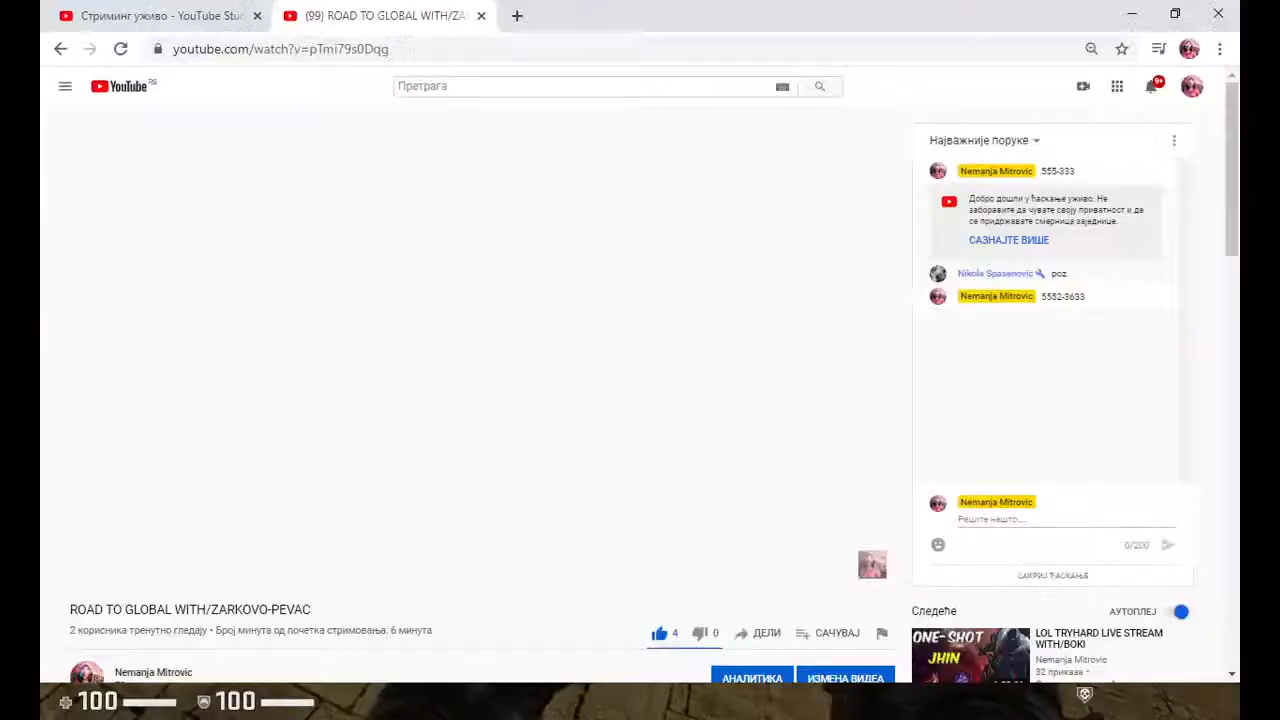 Стриминг уживо - YouTube Stu
(99) ROAD TO GLOBAL WITH/ZA
youtube.com/watch?v=pTmi79s0Dqg
YouTube RS
Претрага
9+
Најважније поруке
Nemanja Mitrovic 555-333
Добро дошли у ћаскање уживо. Не
заборавите да чувате своју приватност и да
се придржавате смерница заједнице.
САЗНАЈТЕ ВИШЕ
Nikola Spasenovic poz
Nemanja Mitrovic 5552-3633
Nemanja Mitrovic
Реците нешто...
0/200
САКРИЈ ЋАСКАЊЕ
ROAD TO GLOBAL WITH/ZARKOVO-PEVAC
2 корисника тренутно гледају • Број минута од почетка стримовања: 6 минута
4 0 ДЕЛИ САЧУВАЈ
Nemanja Mitrovic
АНАЛИТИКА ИЗМЕНА ВИДЕА
Следеће АУТОПЛЕЈ
ONE-SHOT
JHIN
LOL TRYHARD LIVE STREAM
WITH/BOKI
Nemanja Mitrovic
32 приказа •
100 100